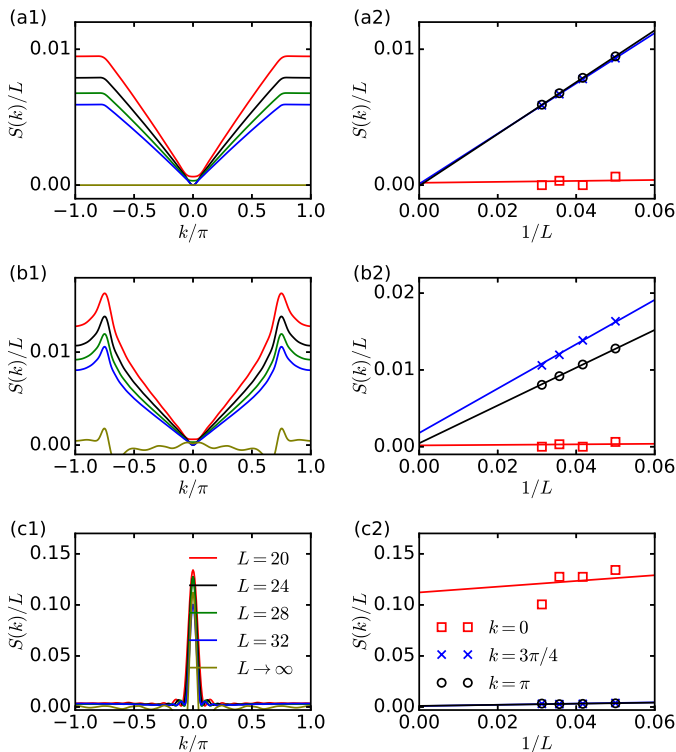 (a1)
S(k)/L
0.01
0.00
−1.0 −0.5 0.0 0.5 1.0
k/π
(a2)
S(k)/L
0.01
0.00
0.00 0.02 0.04 0.06
1/L
(b1)
S(k)/L
0.01
0.00
−1.0 −0.5 0.0 0.5 1.0
k/π
(b2)
S(k)/L
0.02
0.01
0.00
0.00 0.02 0.04 0.06
1/L
(c1)
S(k)/L
0.15
0.10
0.05
0.00
−1.0 −0.5 0.0 0.5 1.0
k/π
L = 20
L = 24
L = 28
L = 32
L → ∞
(c2)
S(k)/L
0.15
0.10
0.05
0.00
0.00 0.02 0.04 0.06
1/L
k = 0
k = 3π/4
k = π